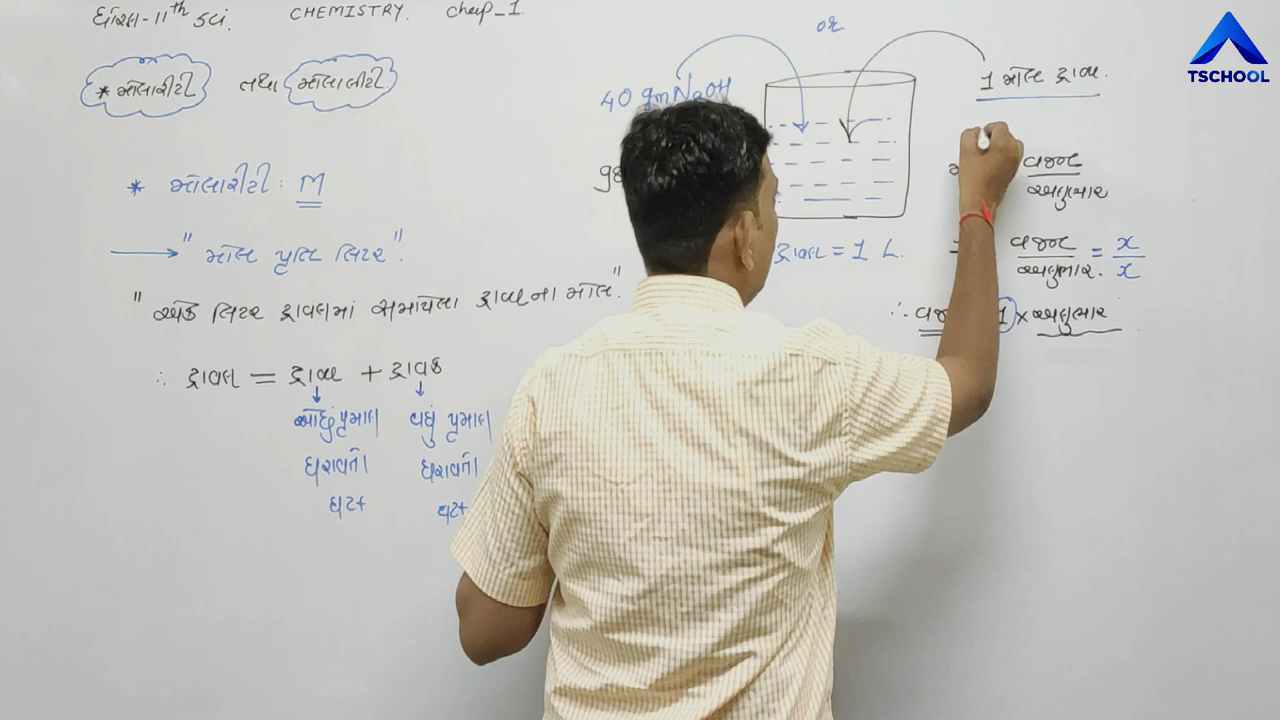 ધોરણ-11th sci. CHEMISTRY. chap_1
* મોલારીટી તથા મોલાલીટી
* મોલારીટી : M
→ "મોલ પ્રતિ લિટર".
"એક લિટર દ્રાવણમાં સમાયેલા દ્રાવ્યના મોલ."
∴ દ્રાવણ = દ્રાવ્ય + દ્રાવક
↓ ↓
ઓછું પ્રમાણ વધું પ્રમાણ
ધરાવતો ધરાવતો
ઘટક ઘટક
or
40 gm NaOH
1 મોલ દ્રાવ્ય.
98
દ્રાવણ = 1 L.
વજન
અણુભાર
વજન = x
અણુભાર. x
∴ 1 × અણુભાર
TSCHOOL